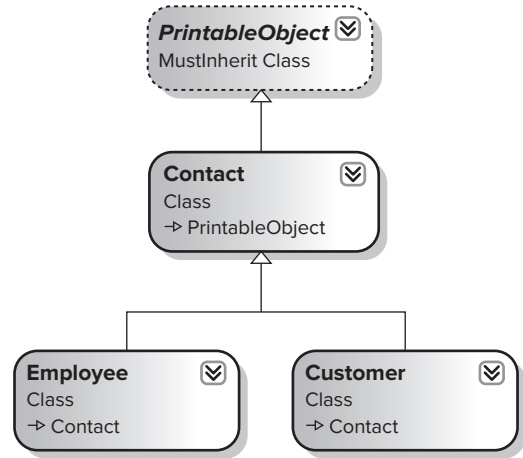 PrintableObject
MustInherit Class
Contact
Class
PrintableObject
Employee
Class
Contact
Customer
Class
Contact